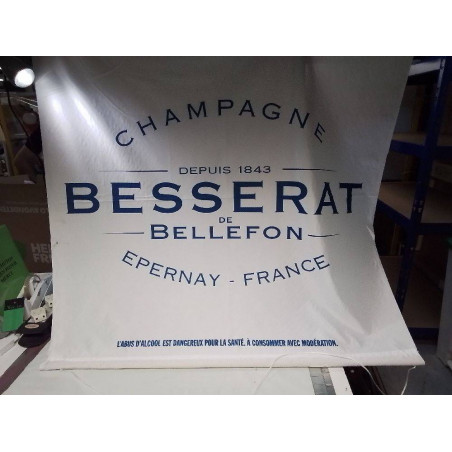 CHAMPAGNE
DEPUIS 1843
BESSERAT
DE
BELLEFON
EPERNAY - FRANCE
L'ABUS D'ALCOOL EST DANGEREUX POUR LA SANTÉ. À CONSOMMER AVEC MODÉRATION.